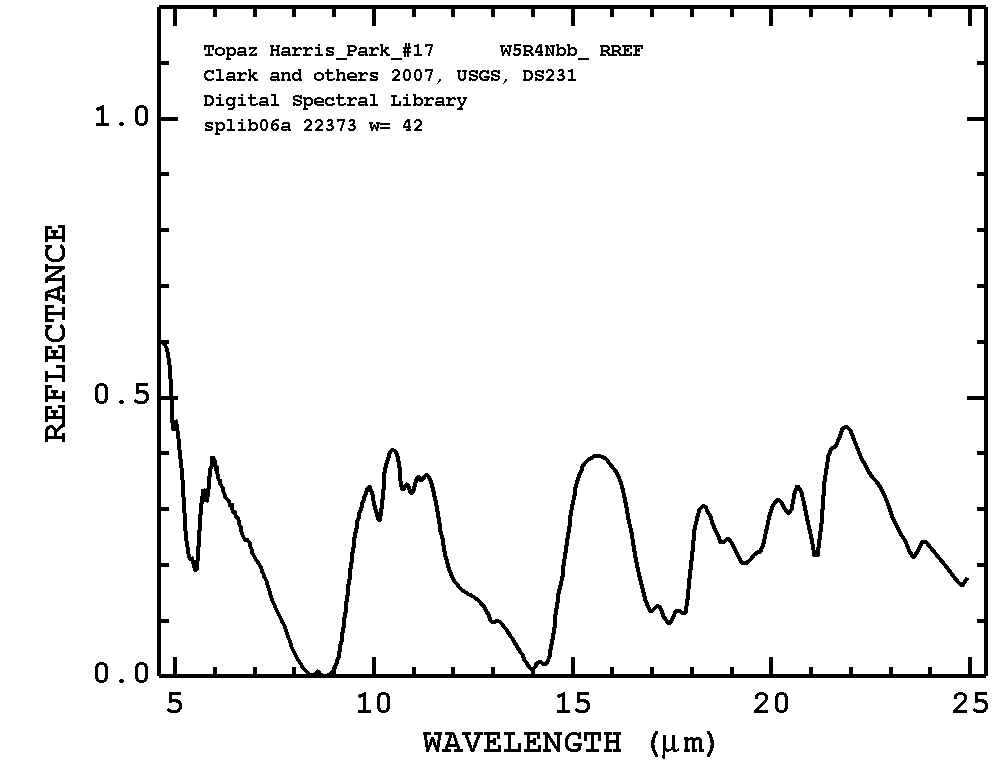 Topaz Harris_Park_#17 W5R4Nbb_ RREF
Clark and others 2007, USGS, DS231
Digital Spectral Library
splib06a 22373 w= 42
1.0
0.5
0.0
REFLECTANCE
5 10 15 20 25
WAVELENGTH (μm)